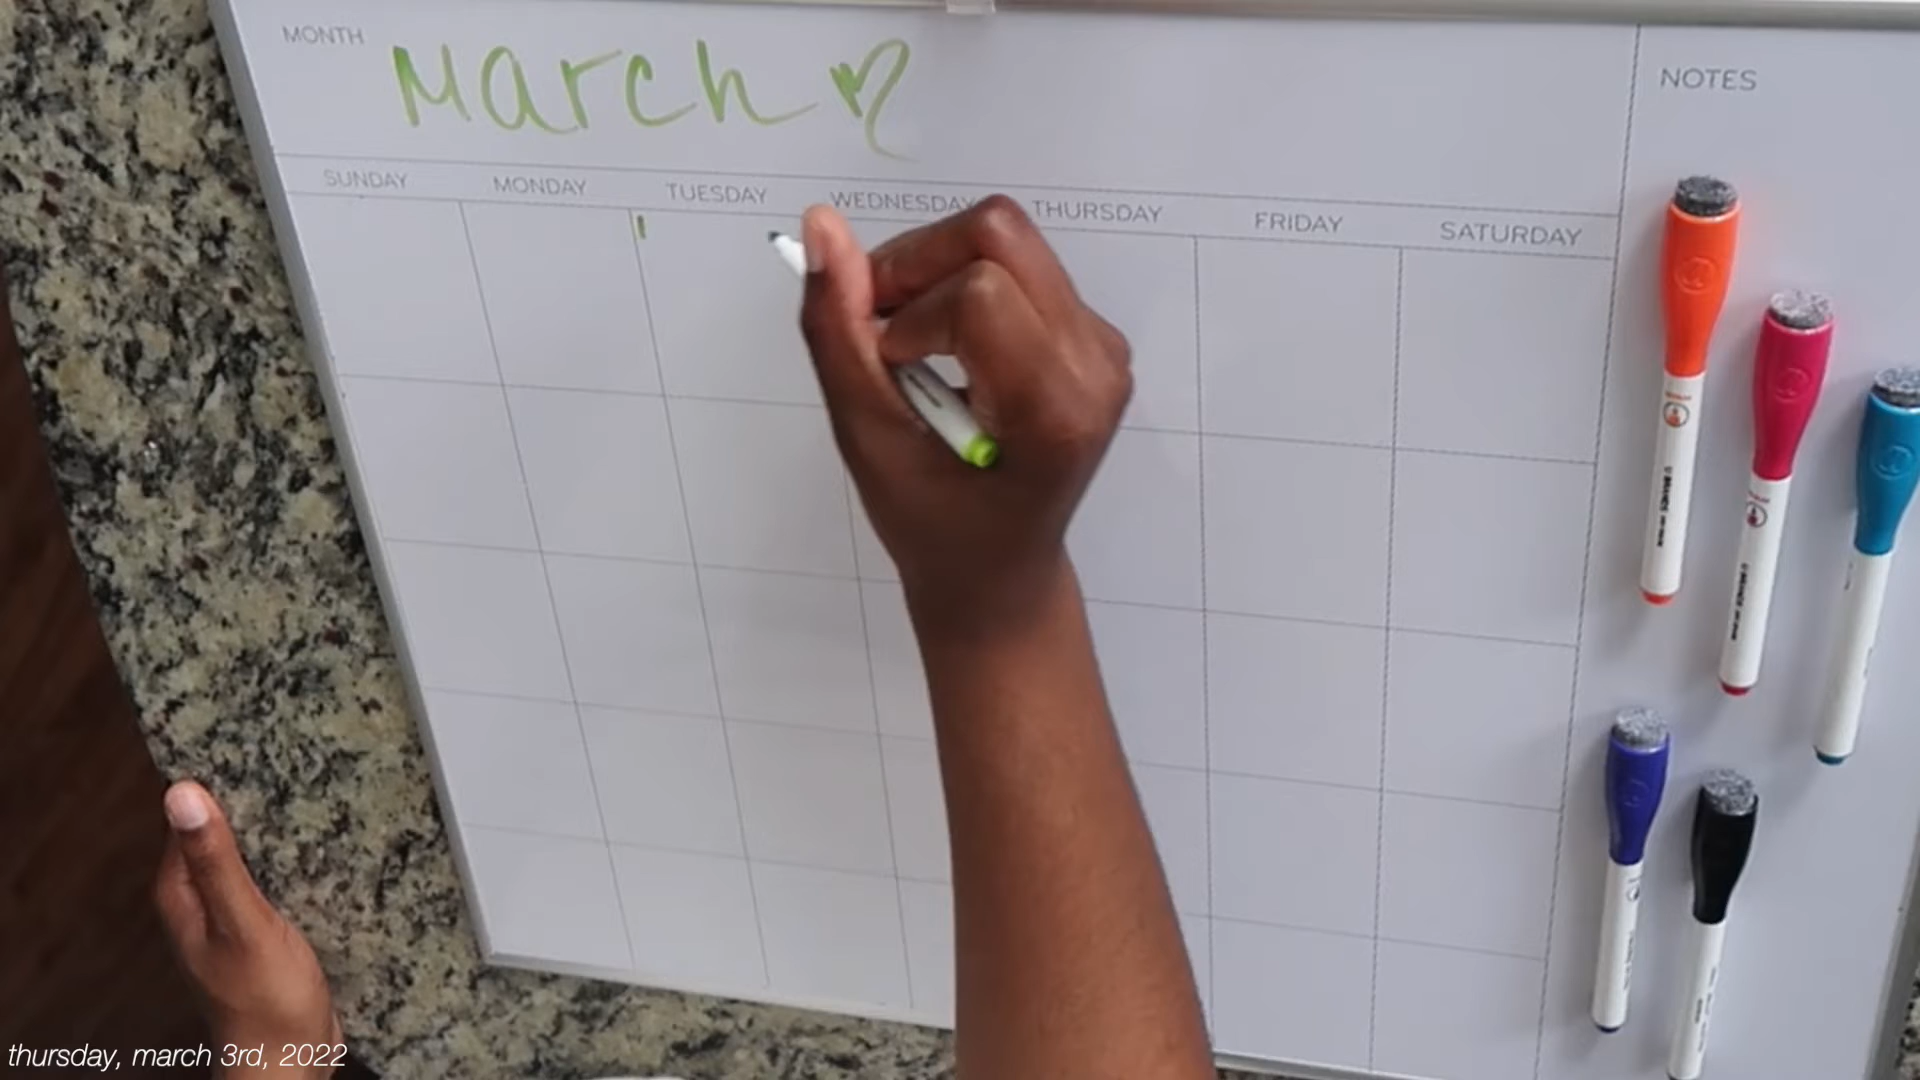 MONTH
March
NOTES
SUNDAY MONDAY TUESDAY WEDNESDAY THURSDAY FRIDAY SATURDAY
1
thursday, march 3rd, 2022